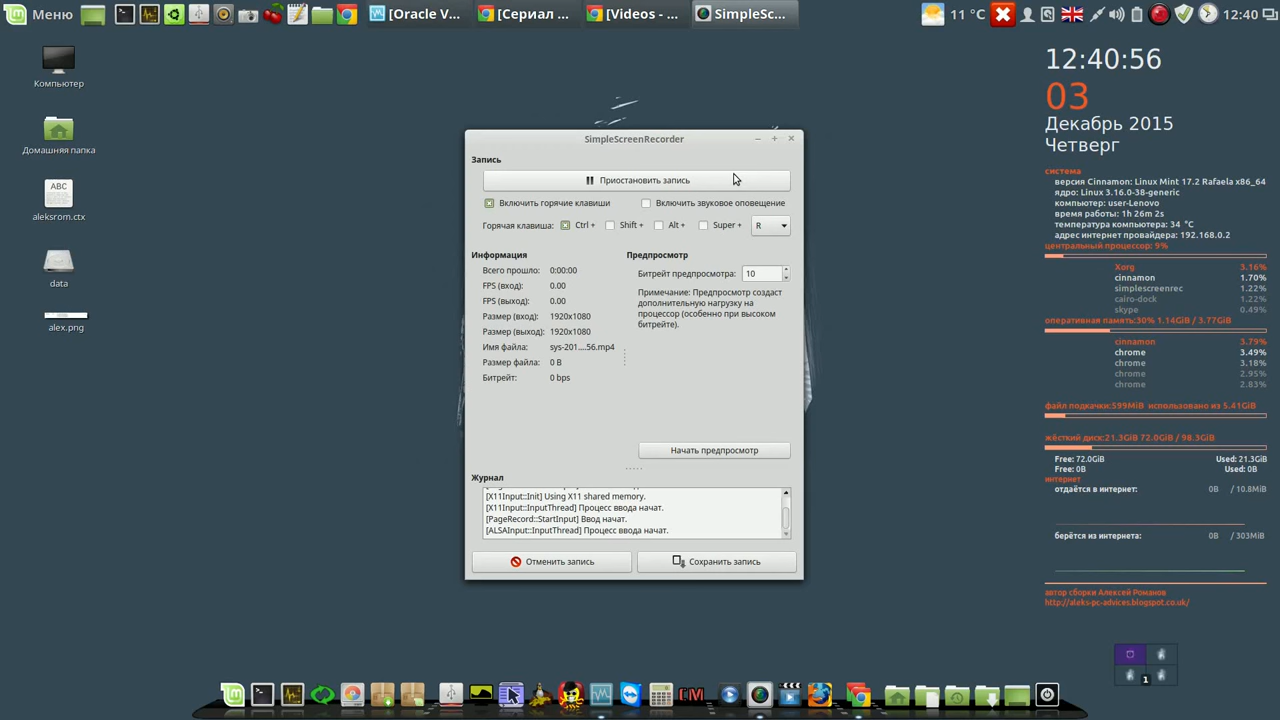 Меню
[Oracle V...
[Сериал ...
[Videos - ...
SimpleSc...
11 °C
12:40
Компьютер
Домашняя папка
ABC
aleksrom.ctx
data
alex.png
SimpleScreenRecorder
Запись
Приостановить запись
Включить горячие клавиши
Включить звуковое оповещение
Горячая клавиша: Ctrl + Shift + Alt + Super + R
Информация
Всего прошло: 0:00:00
FPS (вход): 0.00
FPS (выход): 0.00
Размер (вход): 1920x1080
Размер (выход): 1920x1080
Имя файла: sys-201....56.mp4
Размер файла: 0 B
Битрейт: 0 bps
Предпросмотр
Битрейт предпросмотра: 10
Примечание: Предпросмотр создаст
дополнительную нагрузку на
процессор (особенно при высоком
битрейте).
Начать предпросмотр
Журнал
[X11Input::Init] Using X11 shared memory.
[X11Input::InputThread] Процесс ввода начат.
[PageRecord::StartInput] Ввод начат.
[ALSAInput::InputThread] Процесс ввода начат.
Отменить запись
Сохранить запись
12:40:56
03
Декабрь 2015
Четверг
система
версия Cinnamon: Linux Mint 17.2 Rafaela x86_64
ядро: Linux 3.16.0-38-generic
компьютер: user-Lenovo
время работы: 1h 26m 2s
температура компьютера: 34 °C
адрес интернет провайдера: 192.168.0.2
центральный процессор: 9%
Xorg 3.16%
cinnamon 1.70%
simplescreenrec 1.22%
cairo-dock 1.22%
skype 0.49%
оперативная память:30% 1.14GiB / 3.77GiB
cinnamon 3.79%
chrome 3.49%
chrome 3.18%
chrome 2.95%
chrome 2.83%
файл подкачки:599MiB использовано из 5.41GiB
жёсткий диск:21.3GiB 72.0GiB / 98.3GiB
Free: 72.0GiB Used: 21.3GiB
Free: 0B Used: 0B
интернет
отдаётся в интернет: 0B / 10.8MiB
берётся из интернета: 0B / 303MiB
автор сборки Алексей Романов
http://aleks-pc-advices.blogspot.co.uk/
1